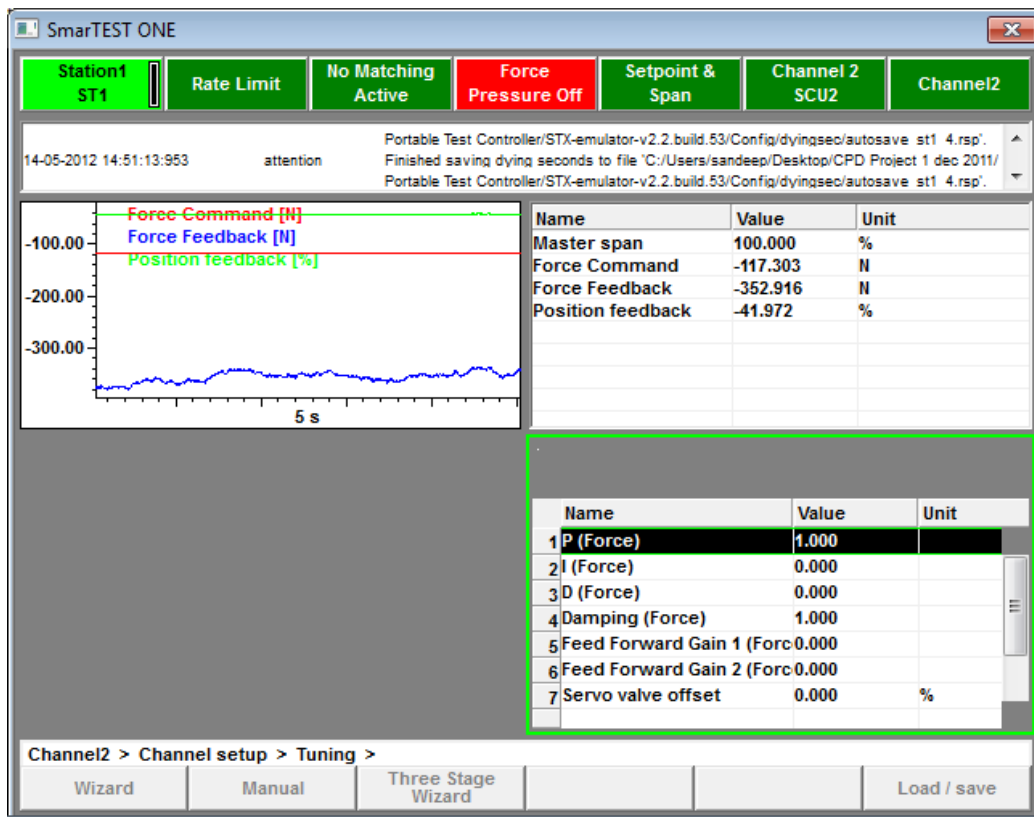 SmarTEST ONE
Station1
ST1
Rate Limit
No Matching
Active
Force
Pressure Off
Setpoint &
Span
Channel 2
SCU2
Channel2
Portable Test Controller/STX-emulator-v2.2.build.53/Config/dyingsec/autosave_st1_4.rsp'.
14-05-2012 14:51:13:953 attention Finished saving dying seconds to file 'C:/Users/sandeep/Desktop/CPD Project 1 dec 2011/
Portable Test Controller/STX-emulator-v2.2.build.53/Config/dyingsec/autosave_st1_4.rsp'.
Force Command [N]
Force Feedback [N]
Position feedback [%]
-100.00
-200.00
-300.00
5 s
Name Value Unit
Master span 100.000 %
Force Command -117.303 N
Force Feedback -352.916 N
Position feedback -41.972 %
Name Value Unit
1 P (Force) 1.000
2 I (Force) 0.000
3 D (Force) 0.000
4 Damping (Force) 1.000
5 Feed Forward Gain 1 (Forc 0.000
6 Feed Forward Gain 2 (Forc 0.000
7 Servo valve offset 0.000 %
Channel2 > Channel setup > Tuning >
Wizard
Manual
Three Stage
Wizard
Load / save